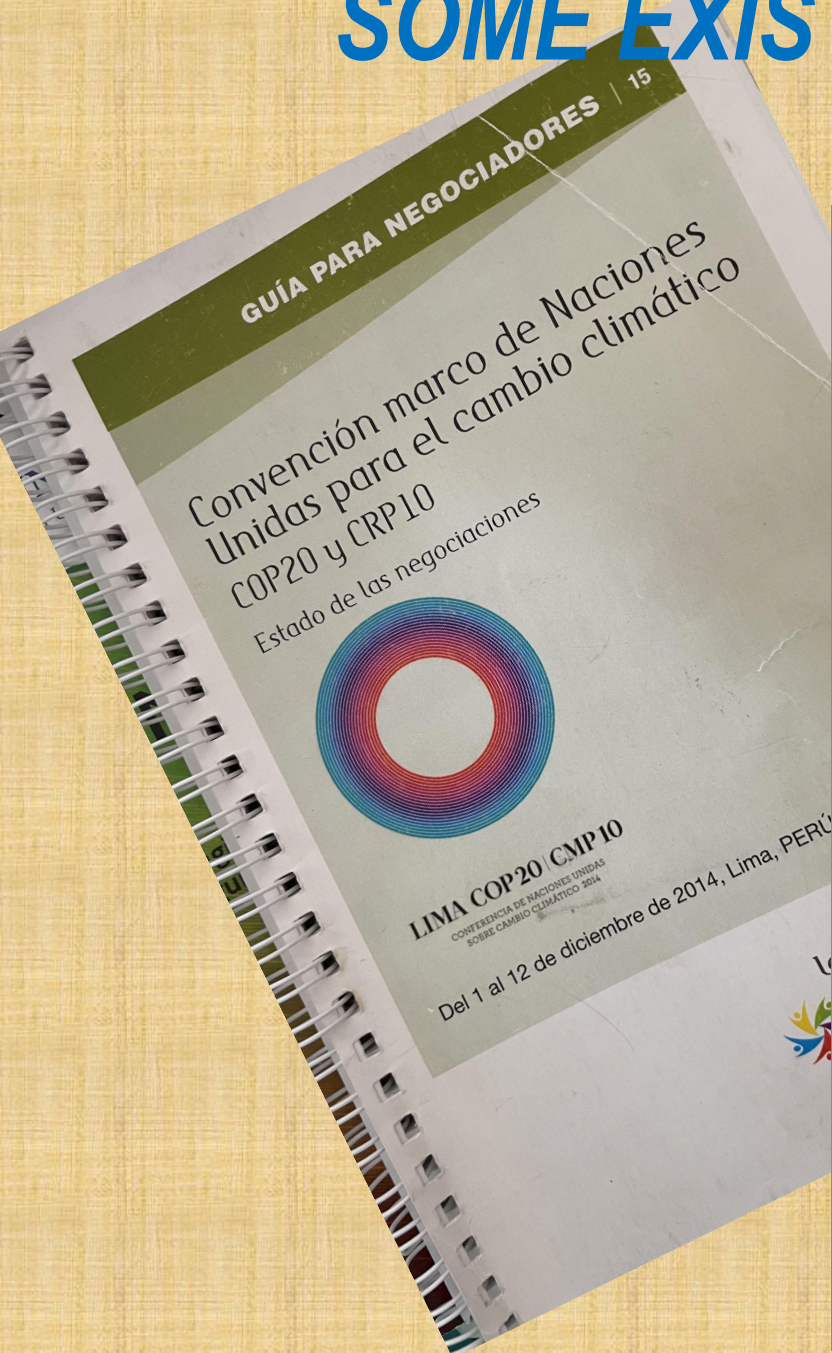 SOME EXIS
GUÍA PARA NEGOCIADORES | 15
Convención marco de Naciones
Unidas para el cambio climático
COP20 y CRP10
Estado de las negociaciones
LIMA COP20 | CMP10
CONFERENCIA DE NACIONES UNIDAS
SOBRE CAMBIO CLIMÁTICO 2014
Del 1 al 12 de diciembre de 2014, Lima, PERÚ